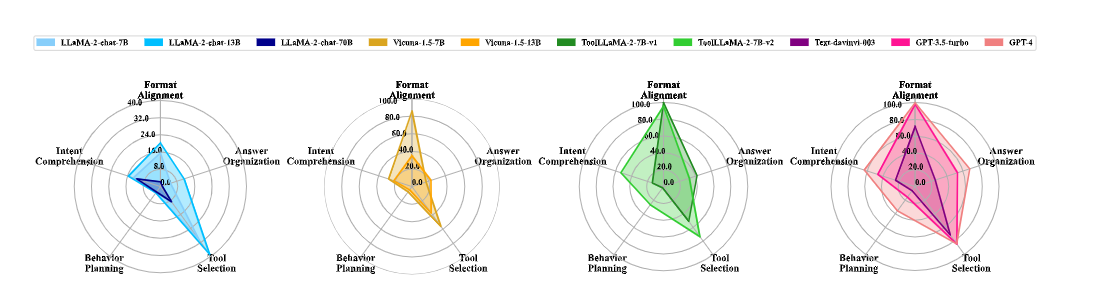 LLaMA-2-chat-7B LLaMA-2-chat-13B LLaMA-2-chat-70B Vicuna-1.5-7B Vicuna-1.5-13B ToolLLaMA-2-7B-v1 ToolLLaMA-2-7B-v2 Text-davinvi-003 GPT-3.5-turbo GPT-4
Format
Alignment
40.0
32.0
24.0
16.0
8.0
0.0
Intent
Comprehension
Answer
Organization
Behavior
Planning
Tool
Selection
Format
Alignment
100.0
80.0
60.0
40.0
20.0
0.0
Intent
Comprehension
Answer
Organization
Behavior
Planning
Tool
Selection
Format
Alignment
100.0
80.0
60.0
40.0
20.0
0.0
Intent
Comprehension
Answer
Organization
Behavior
Planning
Tool
Selection
Format
Alignment
100.0
80.0
60.0
40.0
20.0
0.0
Intent
Comprehension
Answer
Organization
Behavior
Planning
Tool
Selection